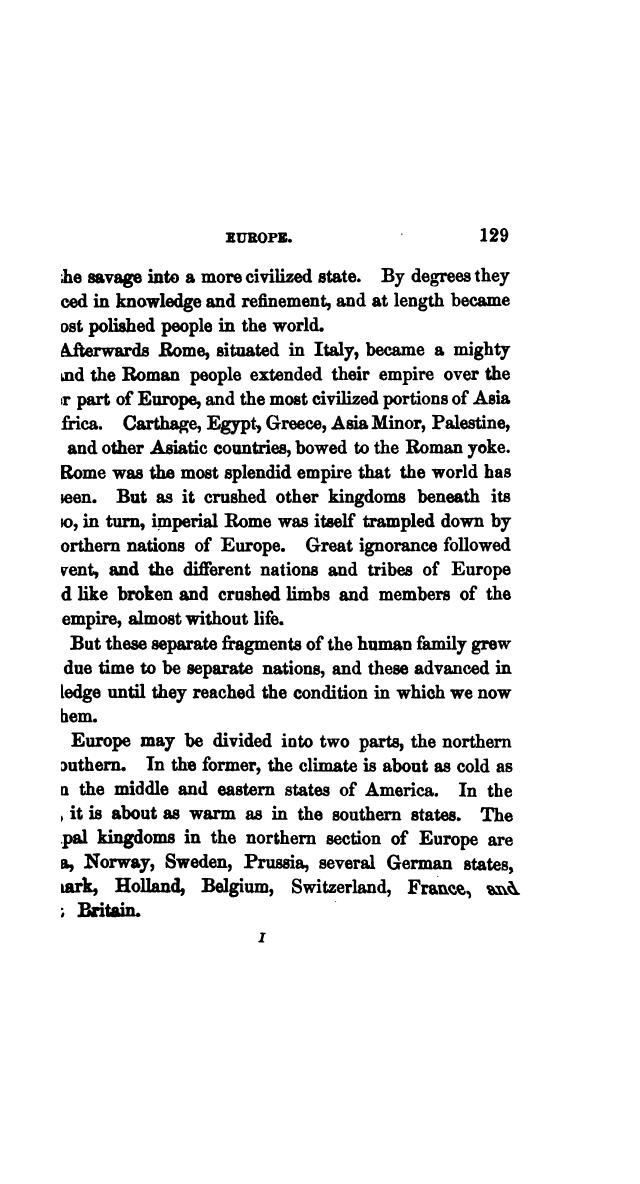 EUROPE. 129
he savage into a more civilized state. By degrees they
ced in knowledge and refinement, and at length became
ost polished people in the world.
Afterwards Rome, situated in Italy, became a mighty
nd the Roman people extended their empire over the
r part of Europe, and the most civilized portions of Asia
frica. Carthage, Egypt, Greece, Asia Minor, Palestine,
and other Asiatic countries, bowed to the Roman yoke.
Rome was the most splendid empire that the world has
een. But as it crushed other kingdoms beneath its
o, in turn, imperial Rome was itself trampled down by
orthern nations of Europe. Great ignorance followed
vent, and the different nations and tribes of Europe
d like broken and crushed limbs and members of the
empire, almost without life.
But these separate fragments of the human family grew
due time to be separate nations, and these advanced in
ledge until they reached the condition in which we now
hem.
Europe may be divided into two parts, the northern
outhern. In the former, the climate is about as cold as
n the middle and eastern states of America. In the
, it is about as warm as in the southern states. The
pal kingdoms in the northern section of Europe are
a, Norway, Sweden, Prussia, several German states,
ark, Holland, Belgium, Switzerland, France, and
; Britain.
I